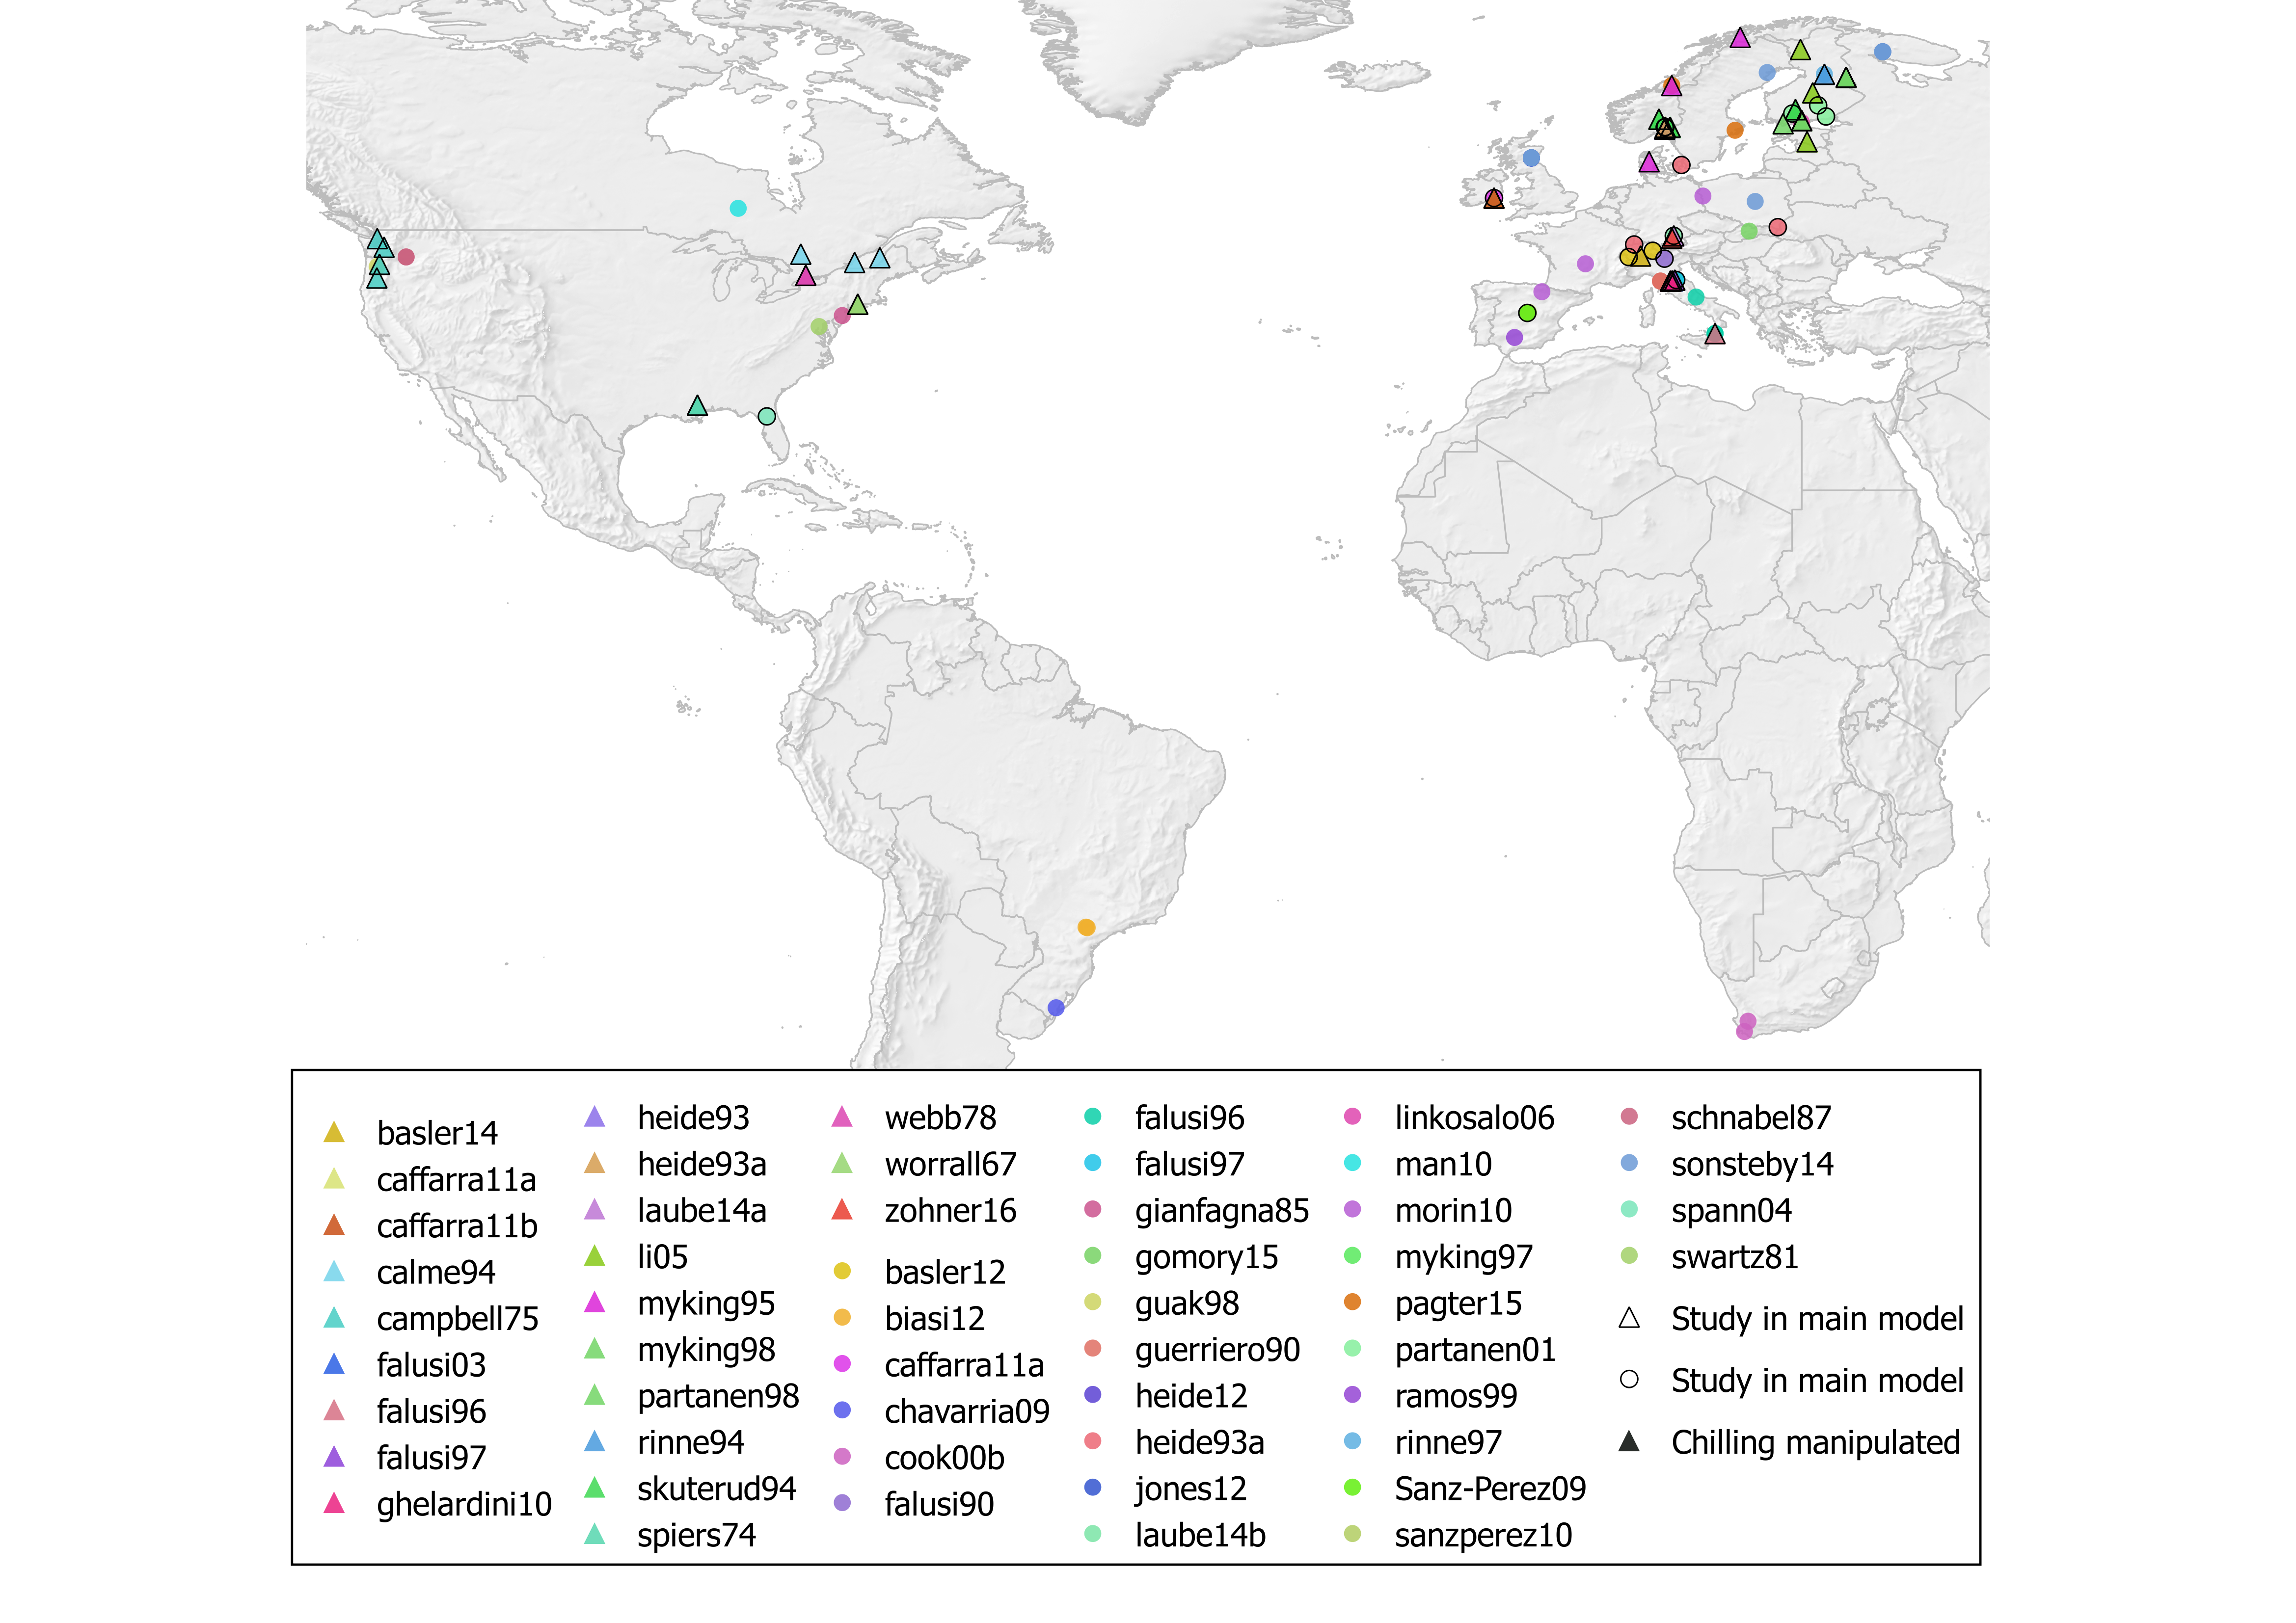 basler14
caffarra11a
caffarra11b
calme94
campbell75
falusi03
falusi96
falusi97
ghelardini10
heide93
heide93a
laube14a
li05
myking95
myking98
partanen98
rinne94
skuterud94
spiers74
webb78
worrall67
zohner16
basler12
biasi12
caffarra11a
chavarria09
cook00b
falusi90
falusi96
falusi97
gianfagna85
gomory15
guak98
guerriero90
heide12
heide93a
jones12
laube14b
linkosalo06
man10
morin10
myking97
pagter15
partanen01
ramos99
rinne97
Sanz-Perez09
sanzperez10
schnabel87
sonsteby14
spann04
swartz81
Study in main model
Study in main model
Chilling manipulated